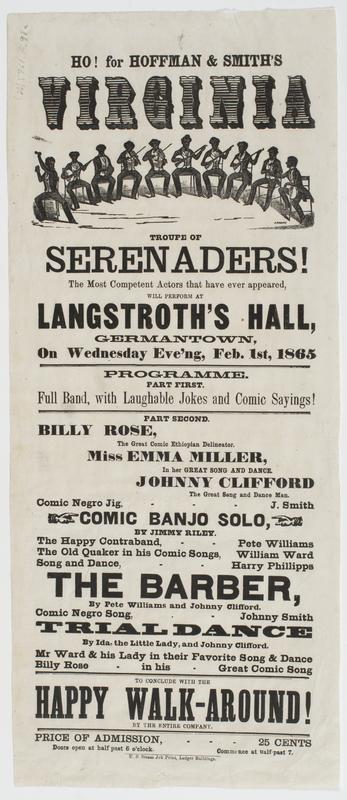 HO! for HOFFMAN & SMITH'S
VIRGINIA
TROUPE OF
SERENADERS!
The Most Competent Actors that have ever appeared,
WILL PERFORM AT
LANGSTROTH'S HALL,
GERMANTOWN,
On Wednesday Eve'ng, Feb. 1st, 1865
PROGRAMME.
PART FIRST.
Full Band, with Laughable Jokes and Comic Sayings!
PART SECOND.
BILLY ROSE,
The Great Comic Ethiopian Delineator.
Miss EMMA MILLER,
In her GREAT SONG AND DANCE.
JOHNNY CLIFFORD
The Great Song and Dance Man.
Comic Negro Jig, - - J. Smith
COMIC BANJO SOLO,
BY JIMMY RILEY.
The Happy Contraband, - - Pete Williams
The Old Quaker in his Comic Songs, William Ward
Song and Dance, - - Harry Phillipps
THE BARBER,
By Pete Williams and Johnny Clifford.
Comic Negro Song, - - Johnny Smith
TRIAL DANCE
By Ida. the Little Lady, and Johnny Clifford.
Mr Ward & his Lady in their Favorite Song & Dance
Billy Rose - in his - Great Comic Song
TO CONCLUDE WITH THE
HAPPY WALK-AROUND!
BY THE ENTIRE COMPANY.
PRICE OF ADMISSION, - - - 25 CENTS
Doors open at half past 6 o'clock. Commence at Half-past 7.
U. S. Steam Job Print, Ledger Buildings.